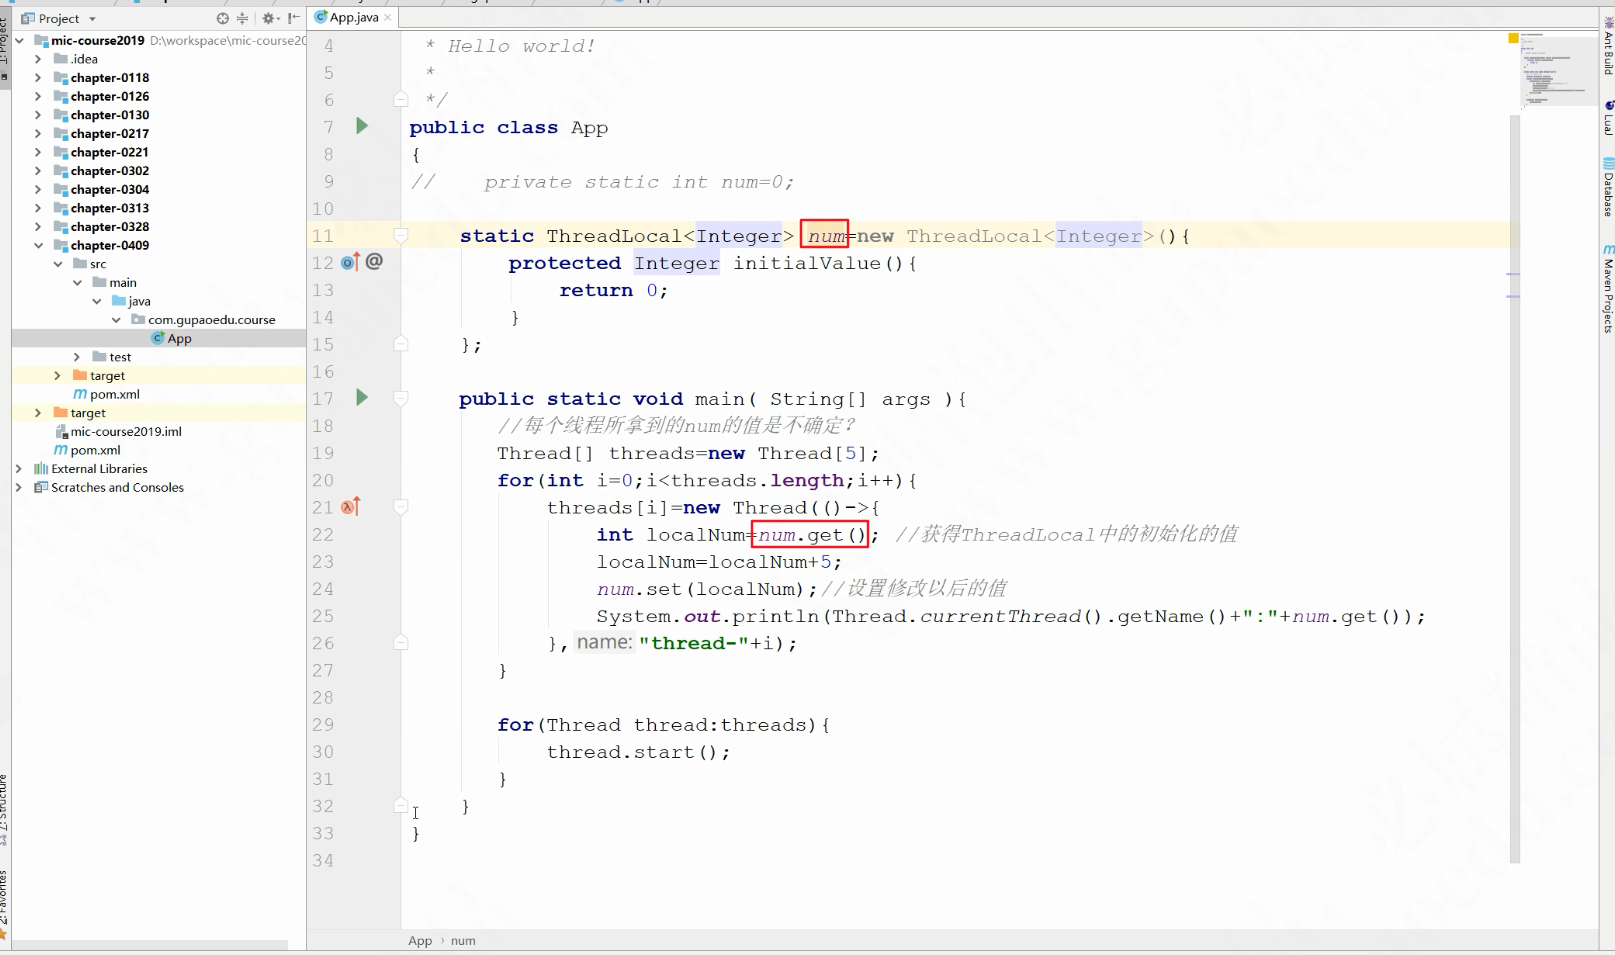 Project
App.java
mic-course2019 D:\workspace\mic-course20
.idea
chapter-0118
chapter-0126
chapter-0130
chapter-0217
chapter-0221
chapter-0302
chapter-0304
chapter-0313
chapter-0328
chapter-0409
src
main
java
com.gupaoedu.course
App
test
target
pom.xml
target
mic-course2019.iml
pom.xml
External Libraries
Scratches and Consoles
4 * Hello world!
5 *
6 */
7 public class App
8 {
9 // private static int num=0;
10
11 static ThreadLocal<Integer> num=new ThreadLocal<Integer>(){
12 protected Integer initialValue(){
13 return 0;
14 }
15 };
16
17 public static void main( String[] args ){
18 //每个线程所拿到的num的值是不确定?
19 Thread[] threads=new Thread[5];
20 for(int i=0;i<threads.length;i++){
21 threads[i]=new Thread(()->{
22 int localNum=num.get(); //获得ThreadLocal中的初始化的值
23 localNum=localNum+5;
24 num.set(localNum);//设置修改以后的值
25 System.out.println(Thread.currentThread().getName()+":"+num.get());
26 }, name: "thread-"+i);
27 }
28
29 for(Thread thread:threads){
30 thread.start();
31 }
32 }
33 }
34
App › num
1: Project
Z: Structure
2: Favorites
Ant Build
LuaJ
Database
Maven Projects